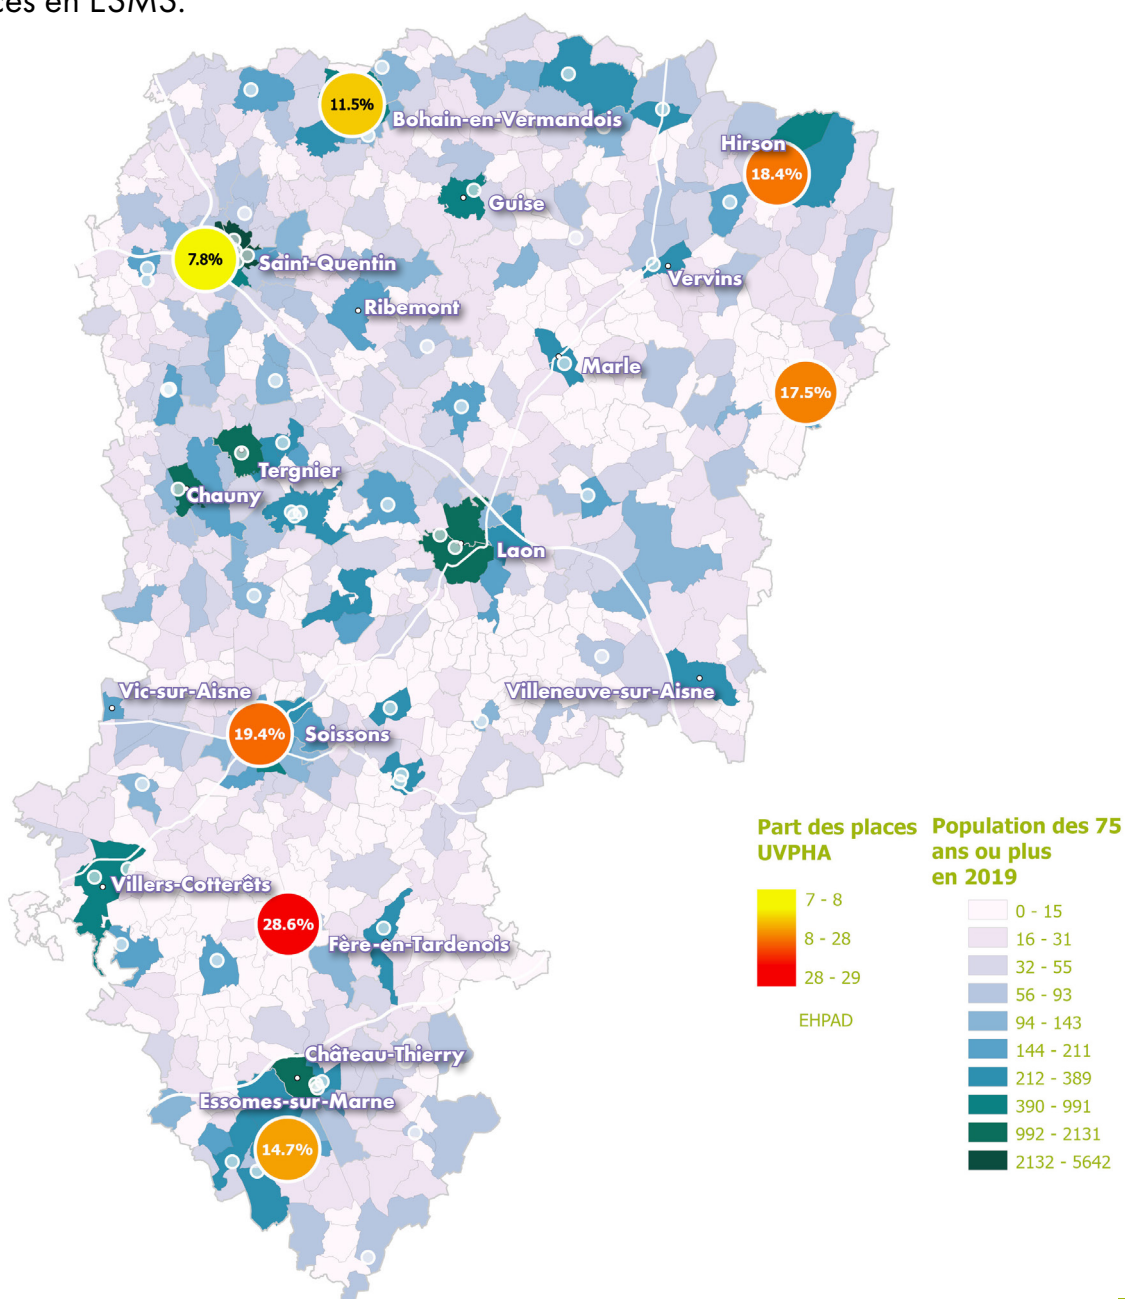 ces en ESMS.
11.5%
Bohain-en-Vermandois
Hirson
18.4%
Guise
7.8%
Saint-Quentin
Vervins
Ribemont
Marle
17.5%
Tergnier
Chauny
Laon
Vic-sur-Aisne
Villeneuve-sur-Aisne
19.4%
Soissons
Villers-Cotterêts
28.6%
Fère-en-Tardenois
Château-Thierry
Essomes-sur-Marne
14.7%
Part des places
UVPHA
7 - 8
8 - 28
28 - 29
EHPAD
Population des 75
ans ou plus
en 2019
0 - 15
16 - 31
32 - 55
56 - 93
94 - 143
144 - 211
212 - 389
390 - 991
992 - 2131
2132 - 5642